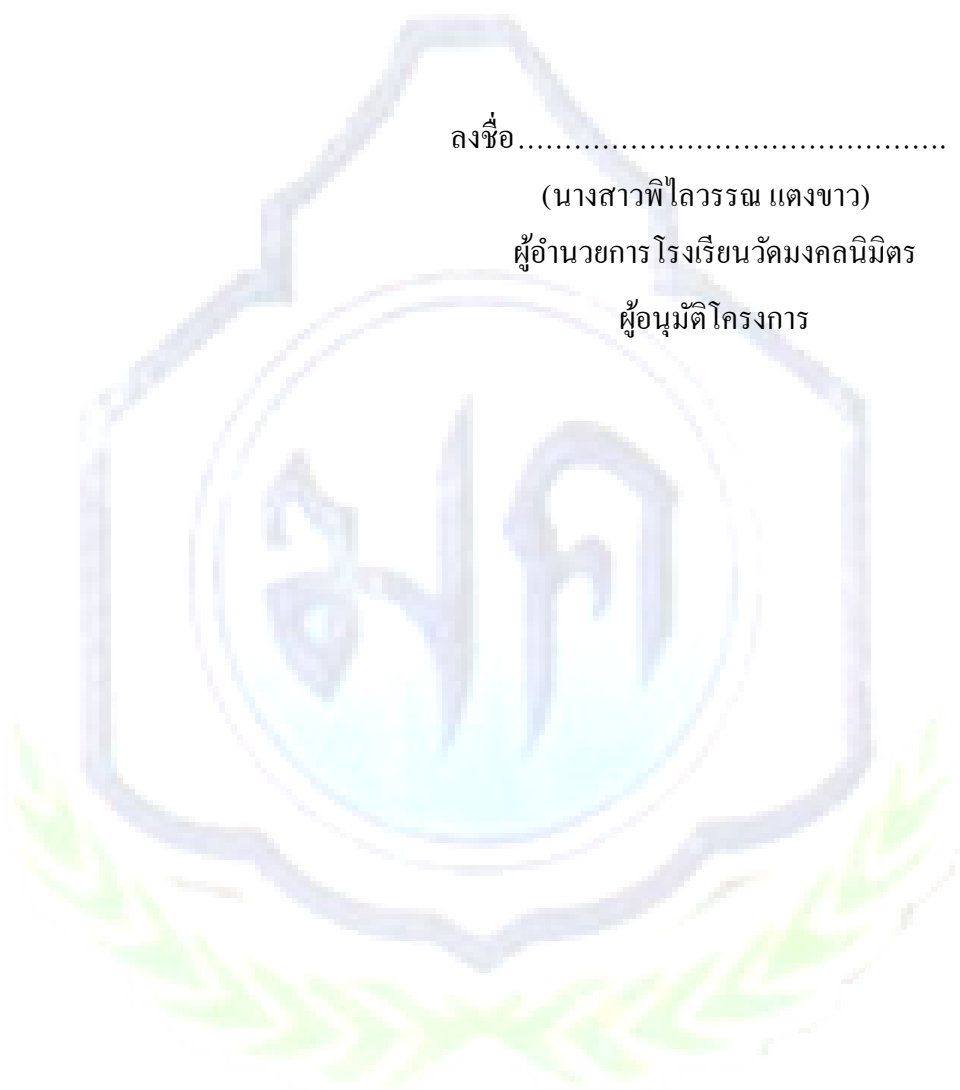 ลงชื่อ…………………………………………….
(นางสาวพิไลวรรณ แตงขาว)
ผู้อำนวยการโรงเรียนวัดมงคลนิมิตร
ผู้อนุมัติโครงการ
มค